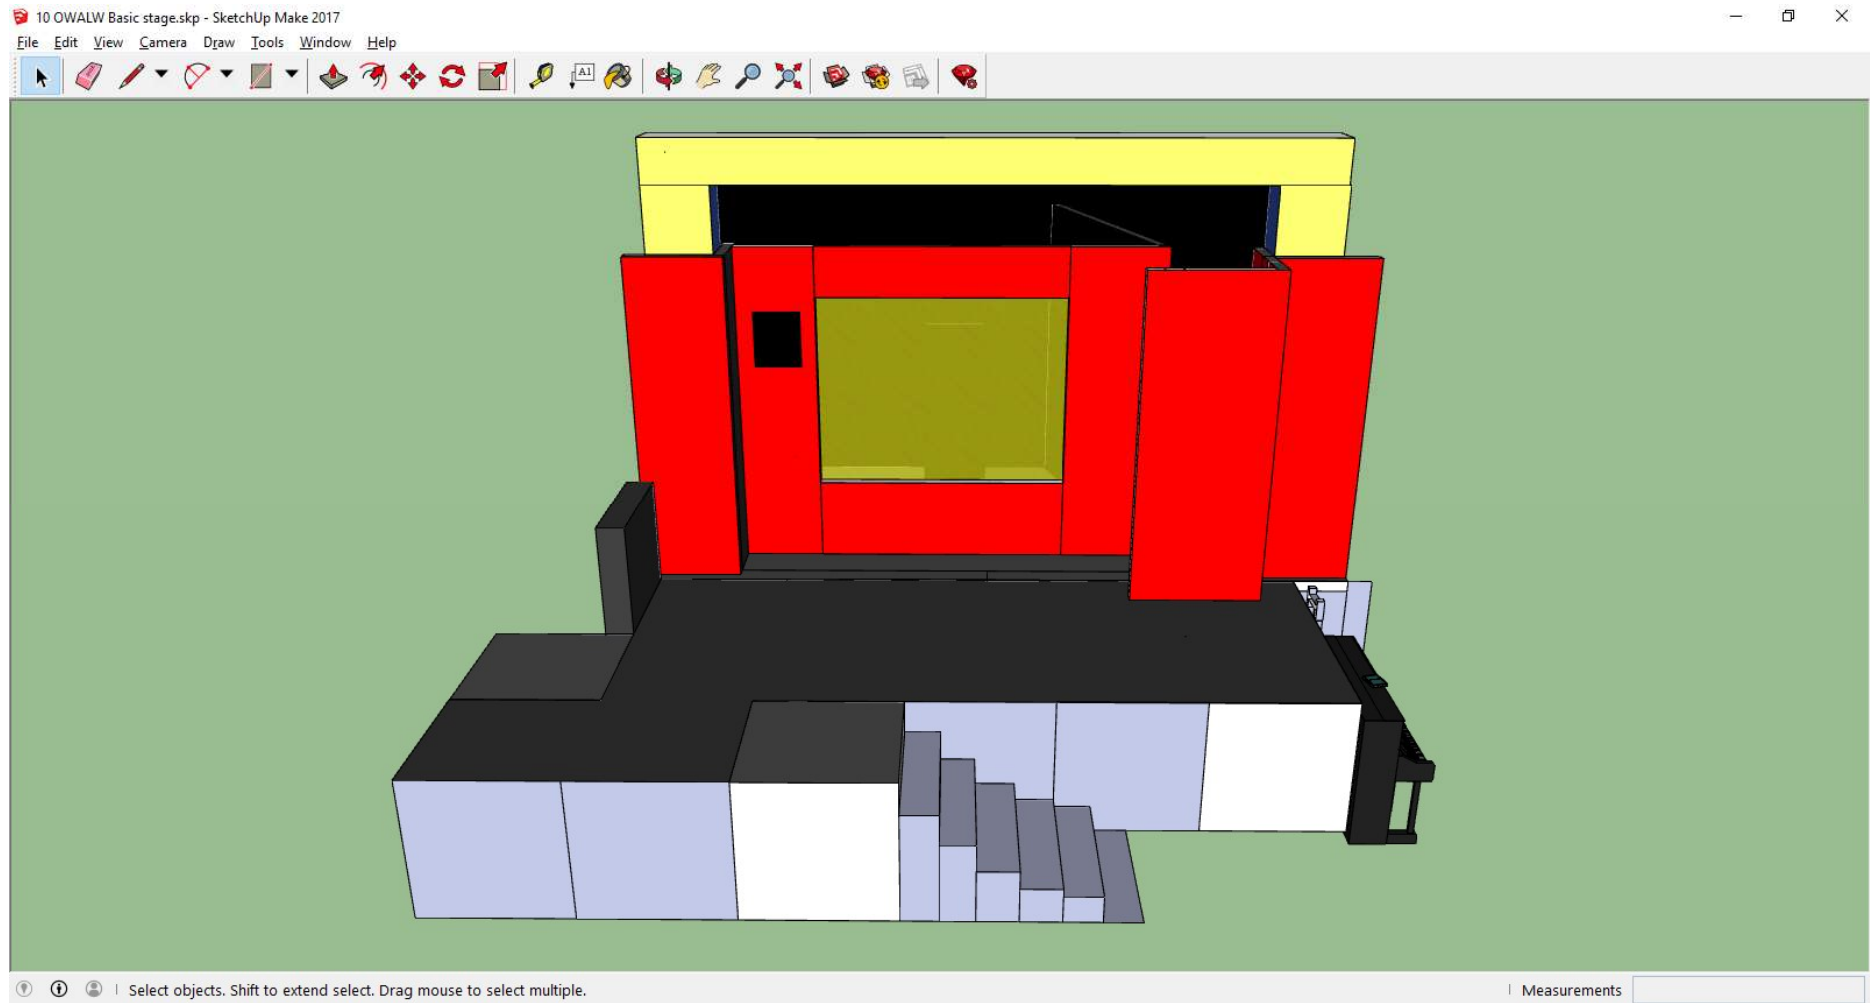 10 OWALW Basic stage.skp - SketchUp Make 2017
File Edit View Camera Draw Tools Window Help
A1
Select objects. Shift to extend select. Drag mouse to select multiple.
Measurements